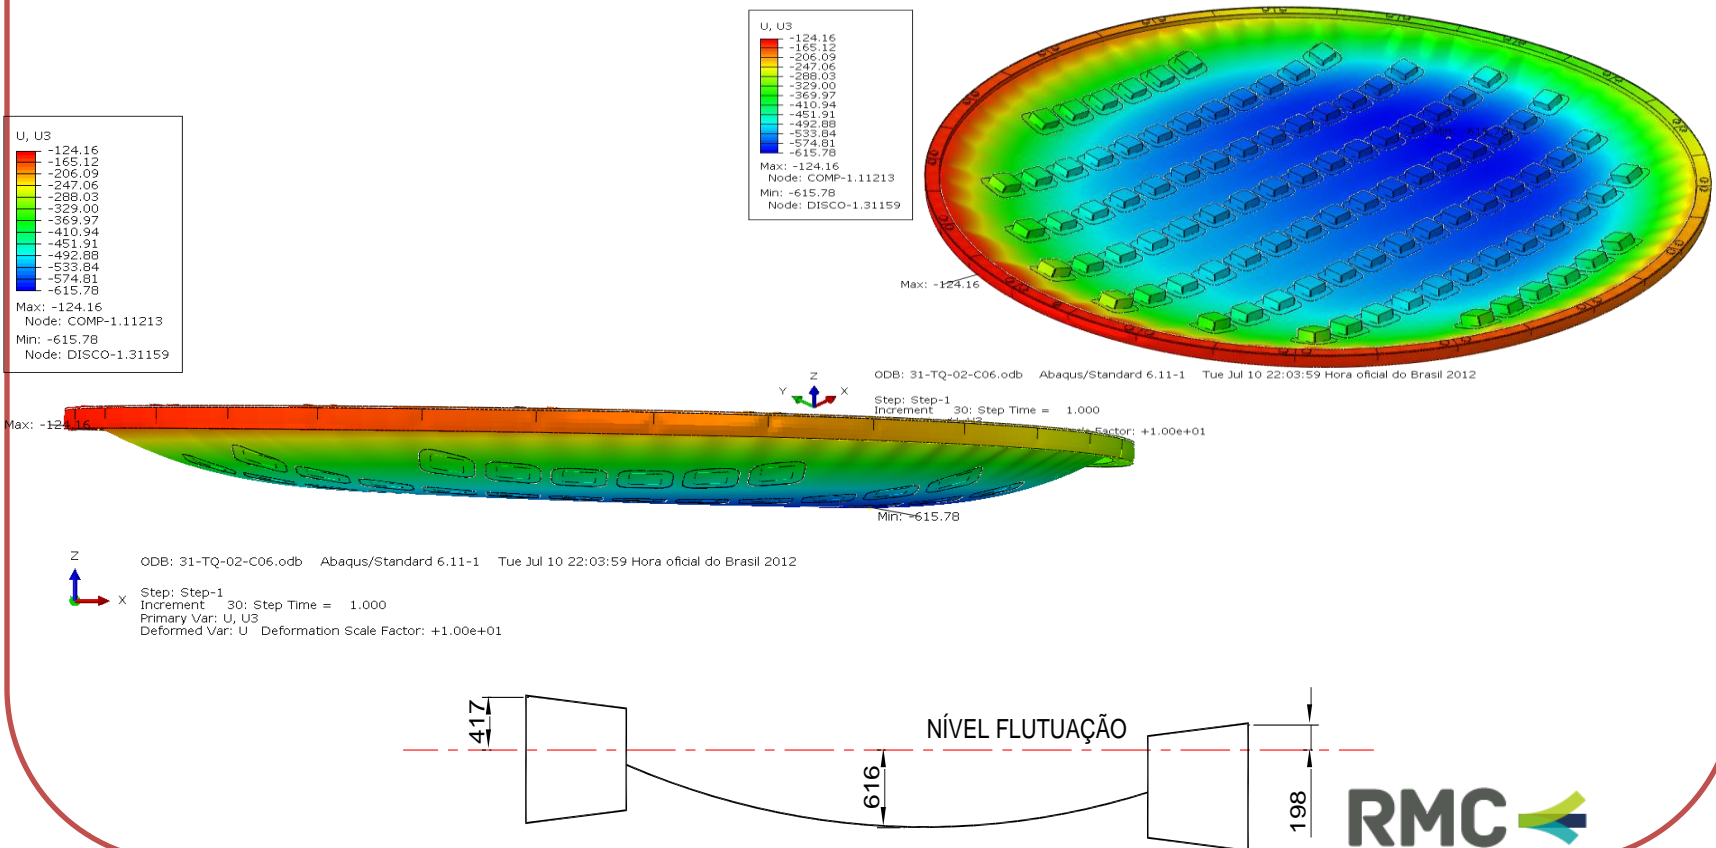 U, U3
-124.16
-165.12
-206.09
-247.06
-288.03
-329.00
-369.97
-410.94
-451.91
-492.88
-533.84
-574.81
-615.78
Max: -124.16
Node: COMP-1.11213
Min: -615.78
Node: DISCO-1.31159
Max: -124.16
Z
Y
X
ODB: 31-TQ-02-C06.odb Abaqus/Standard 6.11-1 Tue Jul 10 22:03:59 Hora oficial do Brasil 2012
Step: Step-1
Increment 30: Step Time = 1.000
Factor: +1.00e+01
U, U3
-124.16
-165.12
-206.09
-247.06
-288.03
-329.00
-369.97
-410.94
-451.91
-492.88
-533.84
-574.81
-615.78
Max: -124.16
Node: COMP-1.11213
Min: -615.78
Node: DISCO-1.31159
Max: -124.16
Min: -615.78
Z
X
ODB: 31-TQ-02-C06.odb Abaqus/Standard 6.11-1 Tue Jul 10 22:03:59 Hora oficial do Brasil 2012
Step: Step-1
Increment 30: Step Time = 1.000
Primary Var: U, U3
Deformed Var: U Deformation Scale Factor: +1.00e+01
417
NÍVEL FLUTUAÇÃO
616
198
RMC